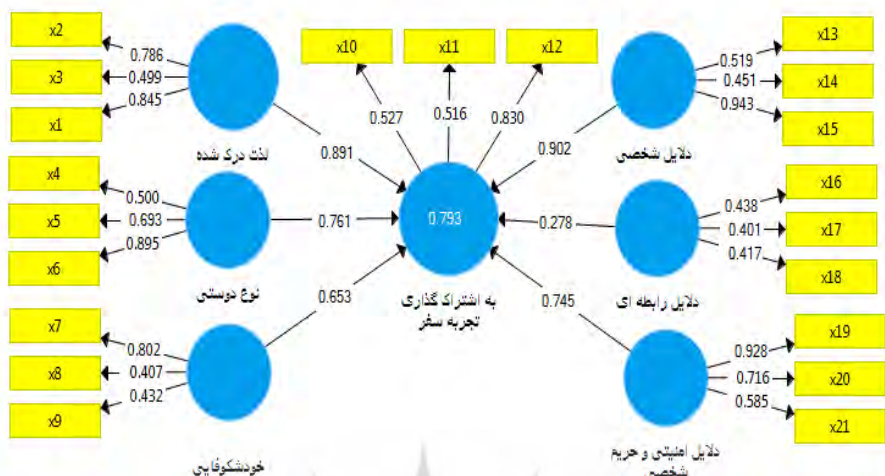 x2
x3
x1
0.786
0.499
0.845
لذت درک شده
0.891
x10
x11
x12
0.527
0.516
0.830
x13
x14
x15
0.519
0.451
0.943
دلایل شخصی
0.902
x4
x5
x6
0.500
0.693
0.895
نوع دوستی
0.761
0.793
به اشتراک گذاری
تجربه سفر
x16
x17
x18
0.438
0.401
0.417
دلایل رابطه ای
0.278
x7
x8
x9
0.802
0.407
0.432
خودشکوفایی
0.653
x19
x20
x21
0.928
0.716
0.585
دلایل امنیتی و حریم
شخصی
0.745